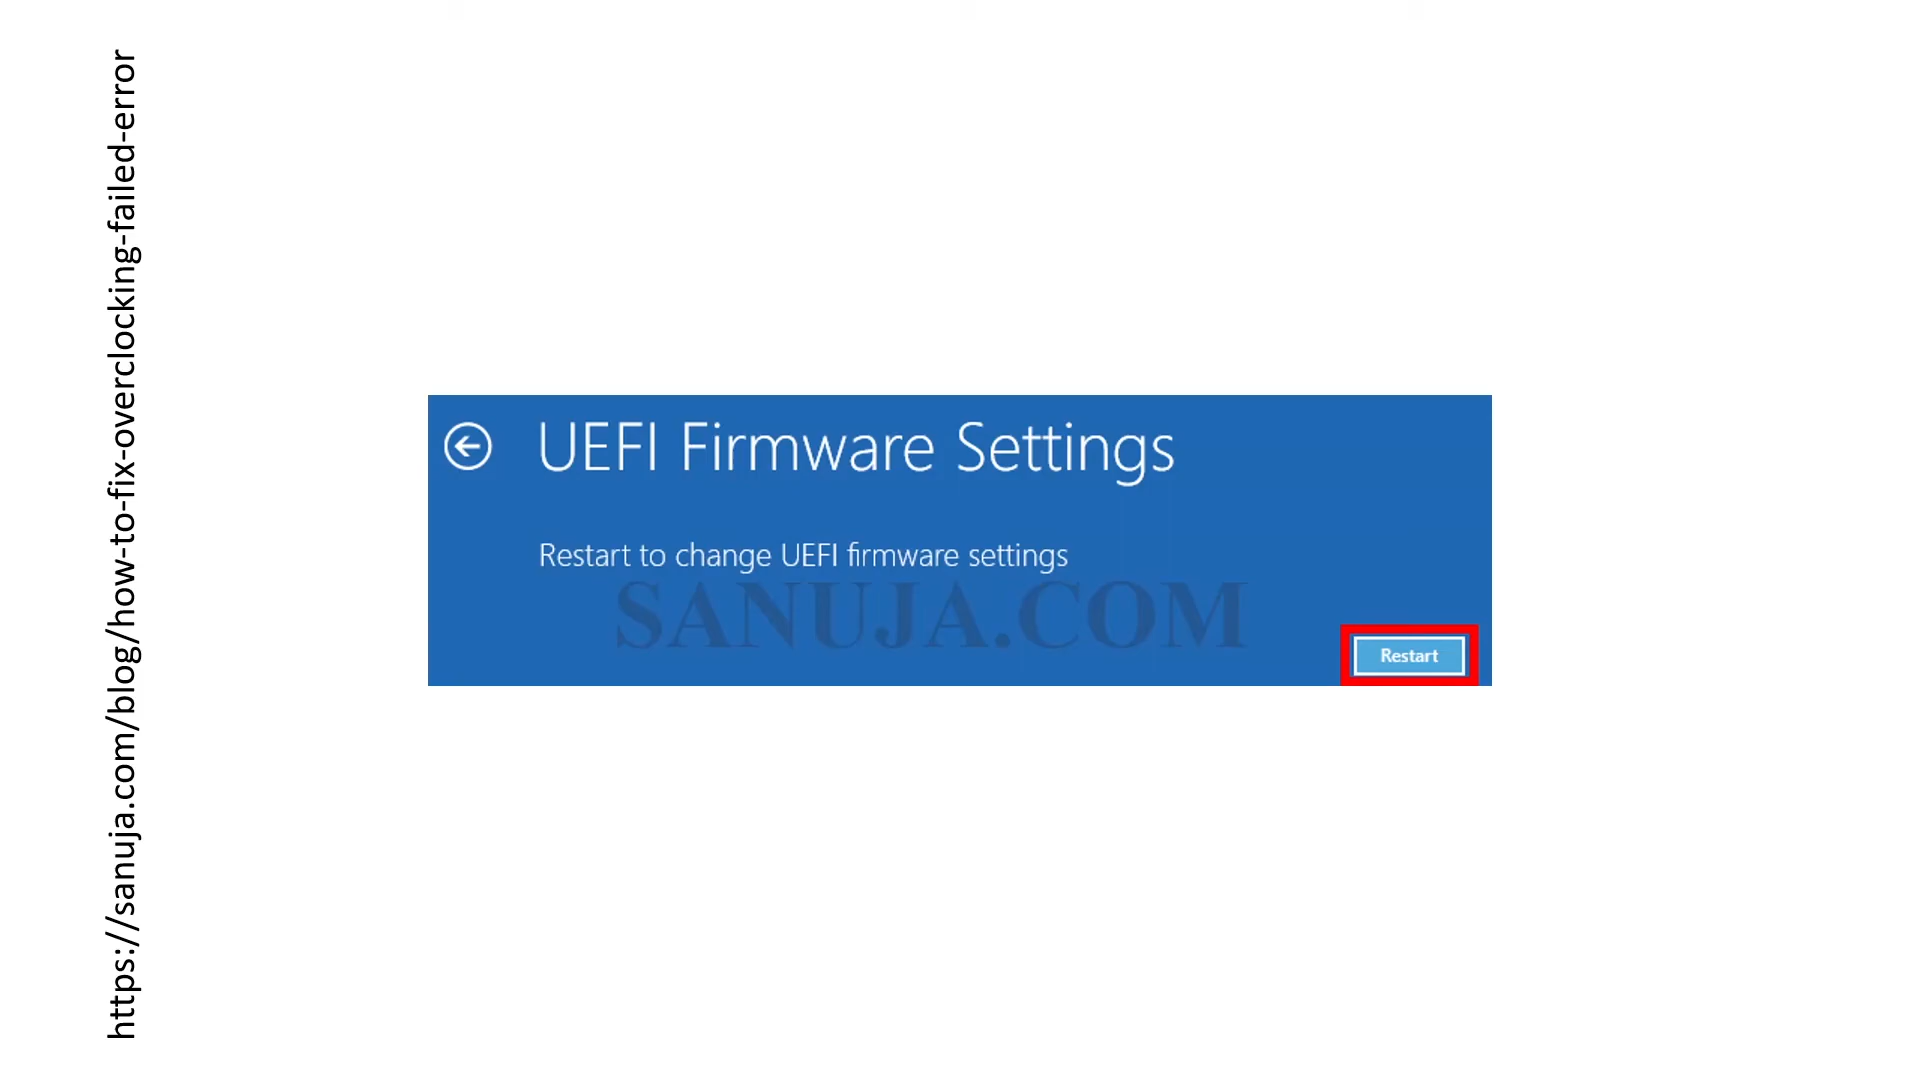 https://sanuja.com/blog/how-to-fix-overclocking-failed-error
UEFI Firmware Settings
Restart to change UEFI firmware settings
SANUJA.COM
Restart